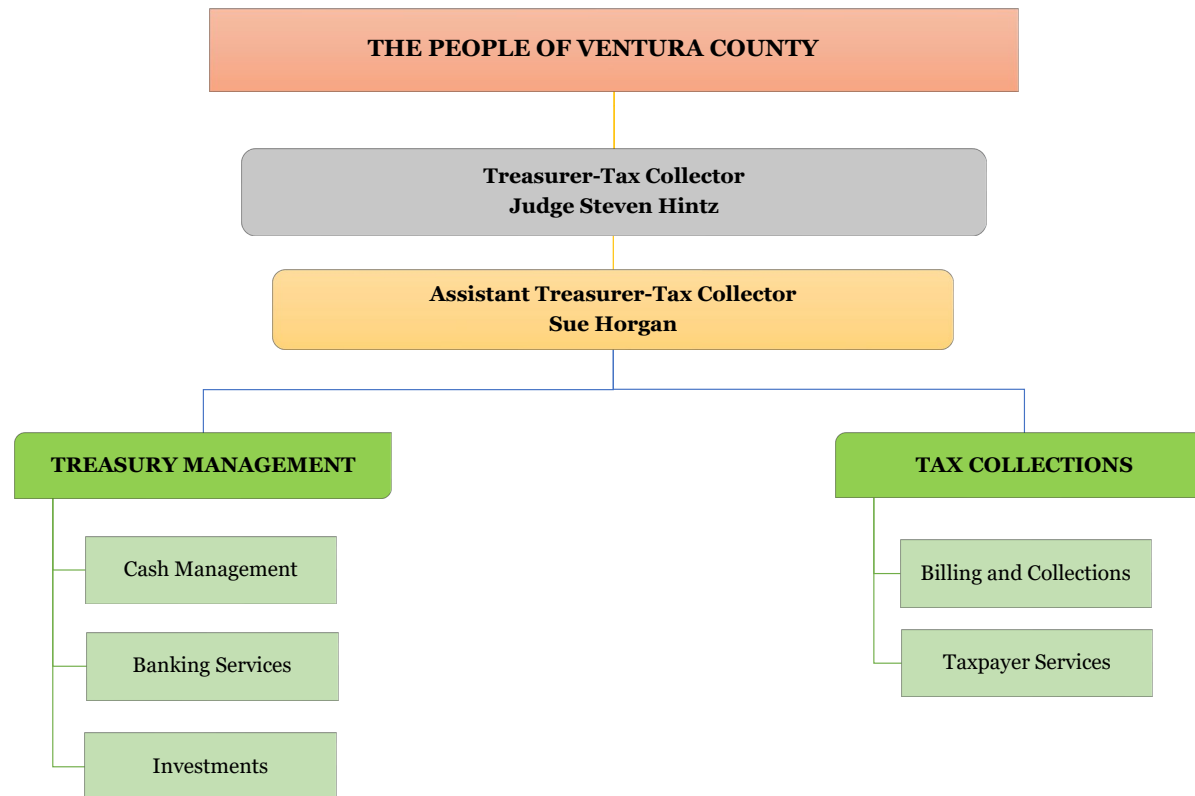 THE PEOPLE OF VENTURA COUNTY
Treasurer-Tax Collector
Judge Steven Hintz
Assistant Treasurer-Tax Collector
Sue Horgan
TREASURY MANAGEMENT
Cash Management
Banking Services
Investments
TAX COLLECTIONS
Billing and Collections
Taxpayer Services